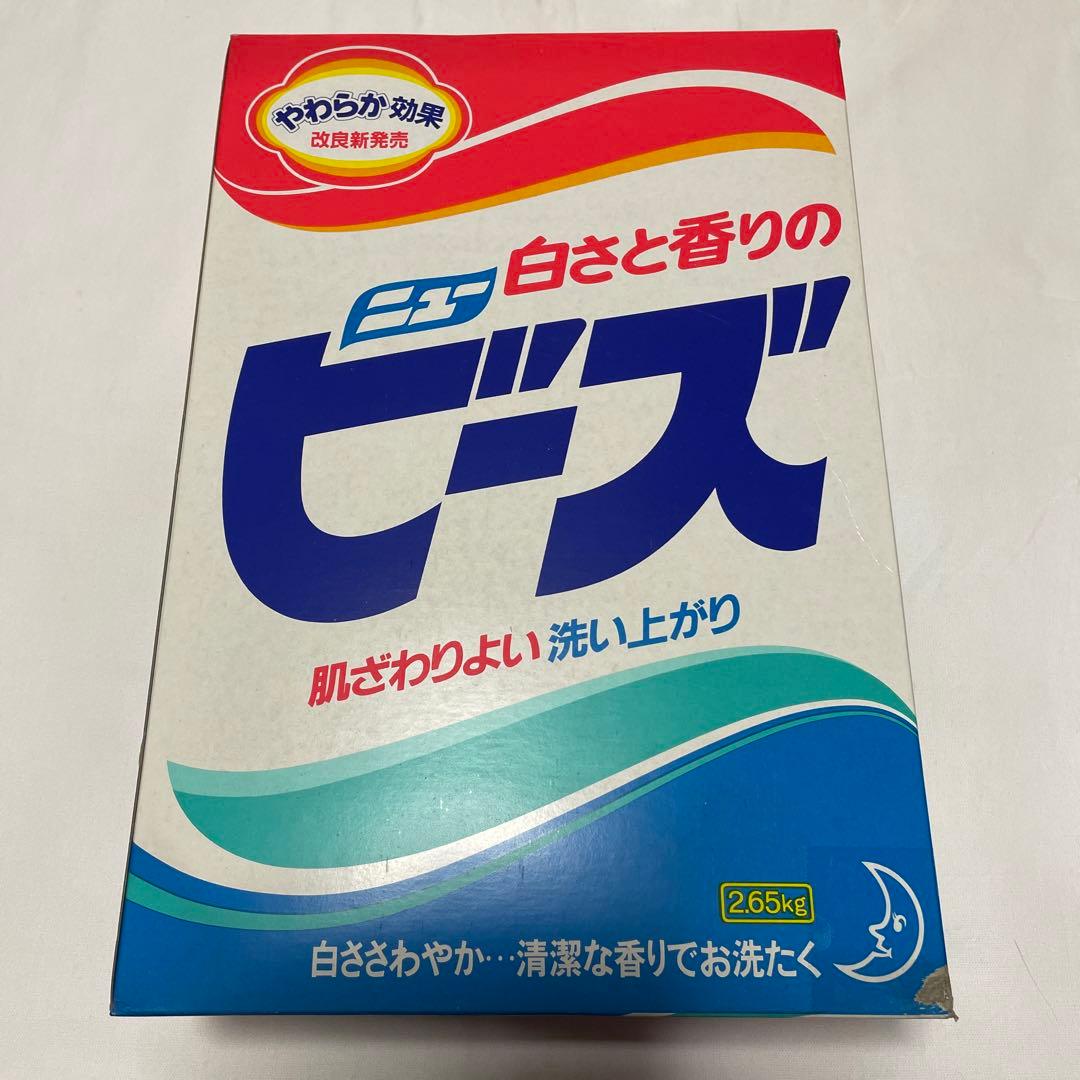 やわらか効果
改良新発売
白さと香りの
ニュー
ビーズ
肌ざわりよい 洗い上がり
2.65kg
白ささわやか…清潔な香りでお洗たく